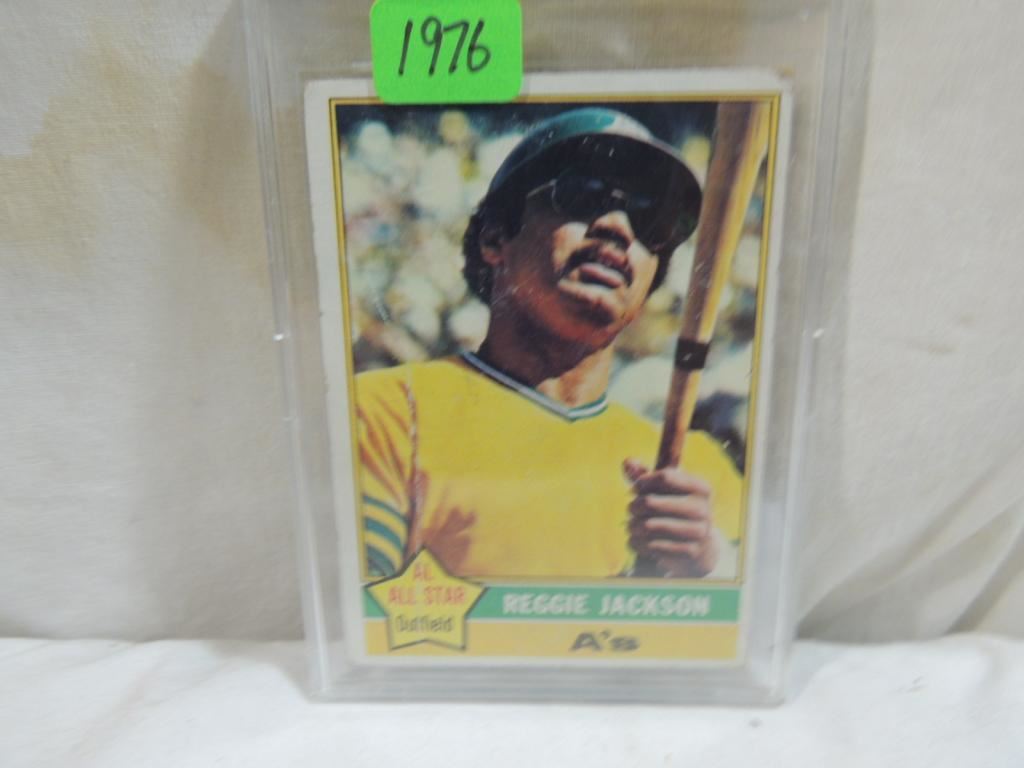 1976
AL
ALL STAR
Outfield
REGGIE JACKSON
A's